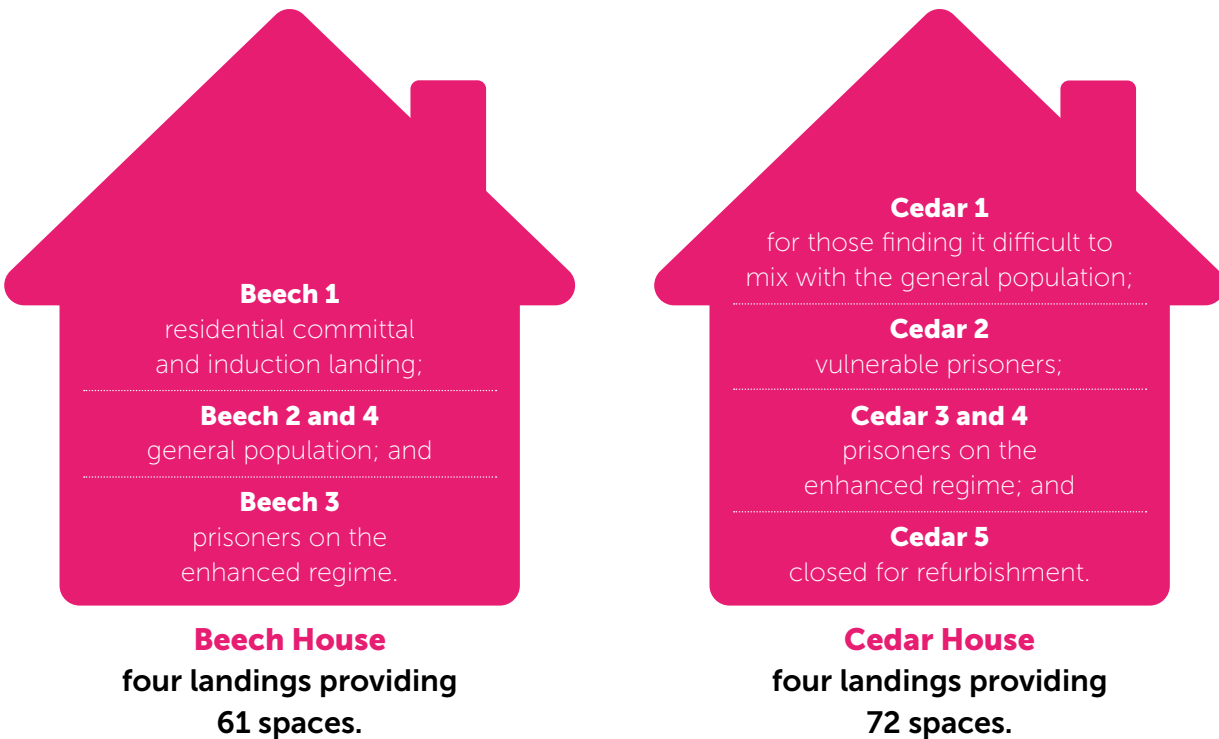 Beech 1
residential committal
and induction landing;
Beech 2 and 4
general population; and
Beech 3
prisoners on the
enhanced regime.
Beech House
four landings providing
61 spaces.
Cedar 1
for those finding it difficult to
mix with the general population;
Cedar 2
vulnerable prisoners;
Cedar 3 and 4
prisoners on the
enhanced regime; and
Cedar 5
closed for refurbishment.
Cedar House
four landings providing
72 spaces.